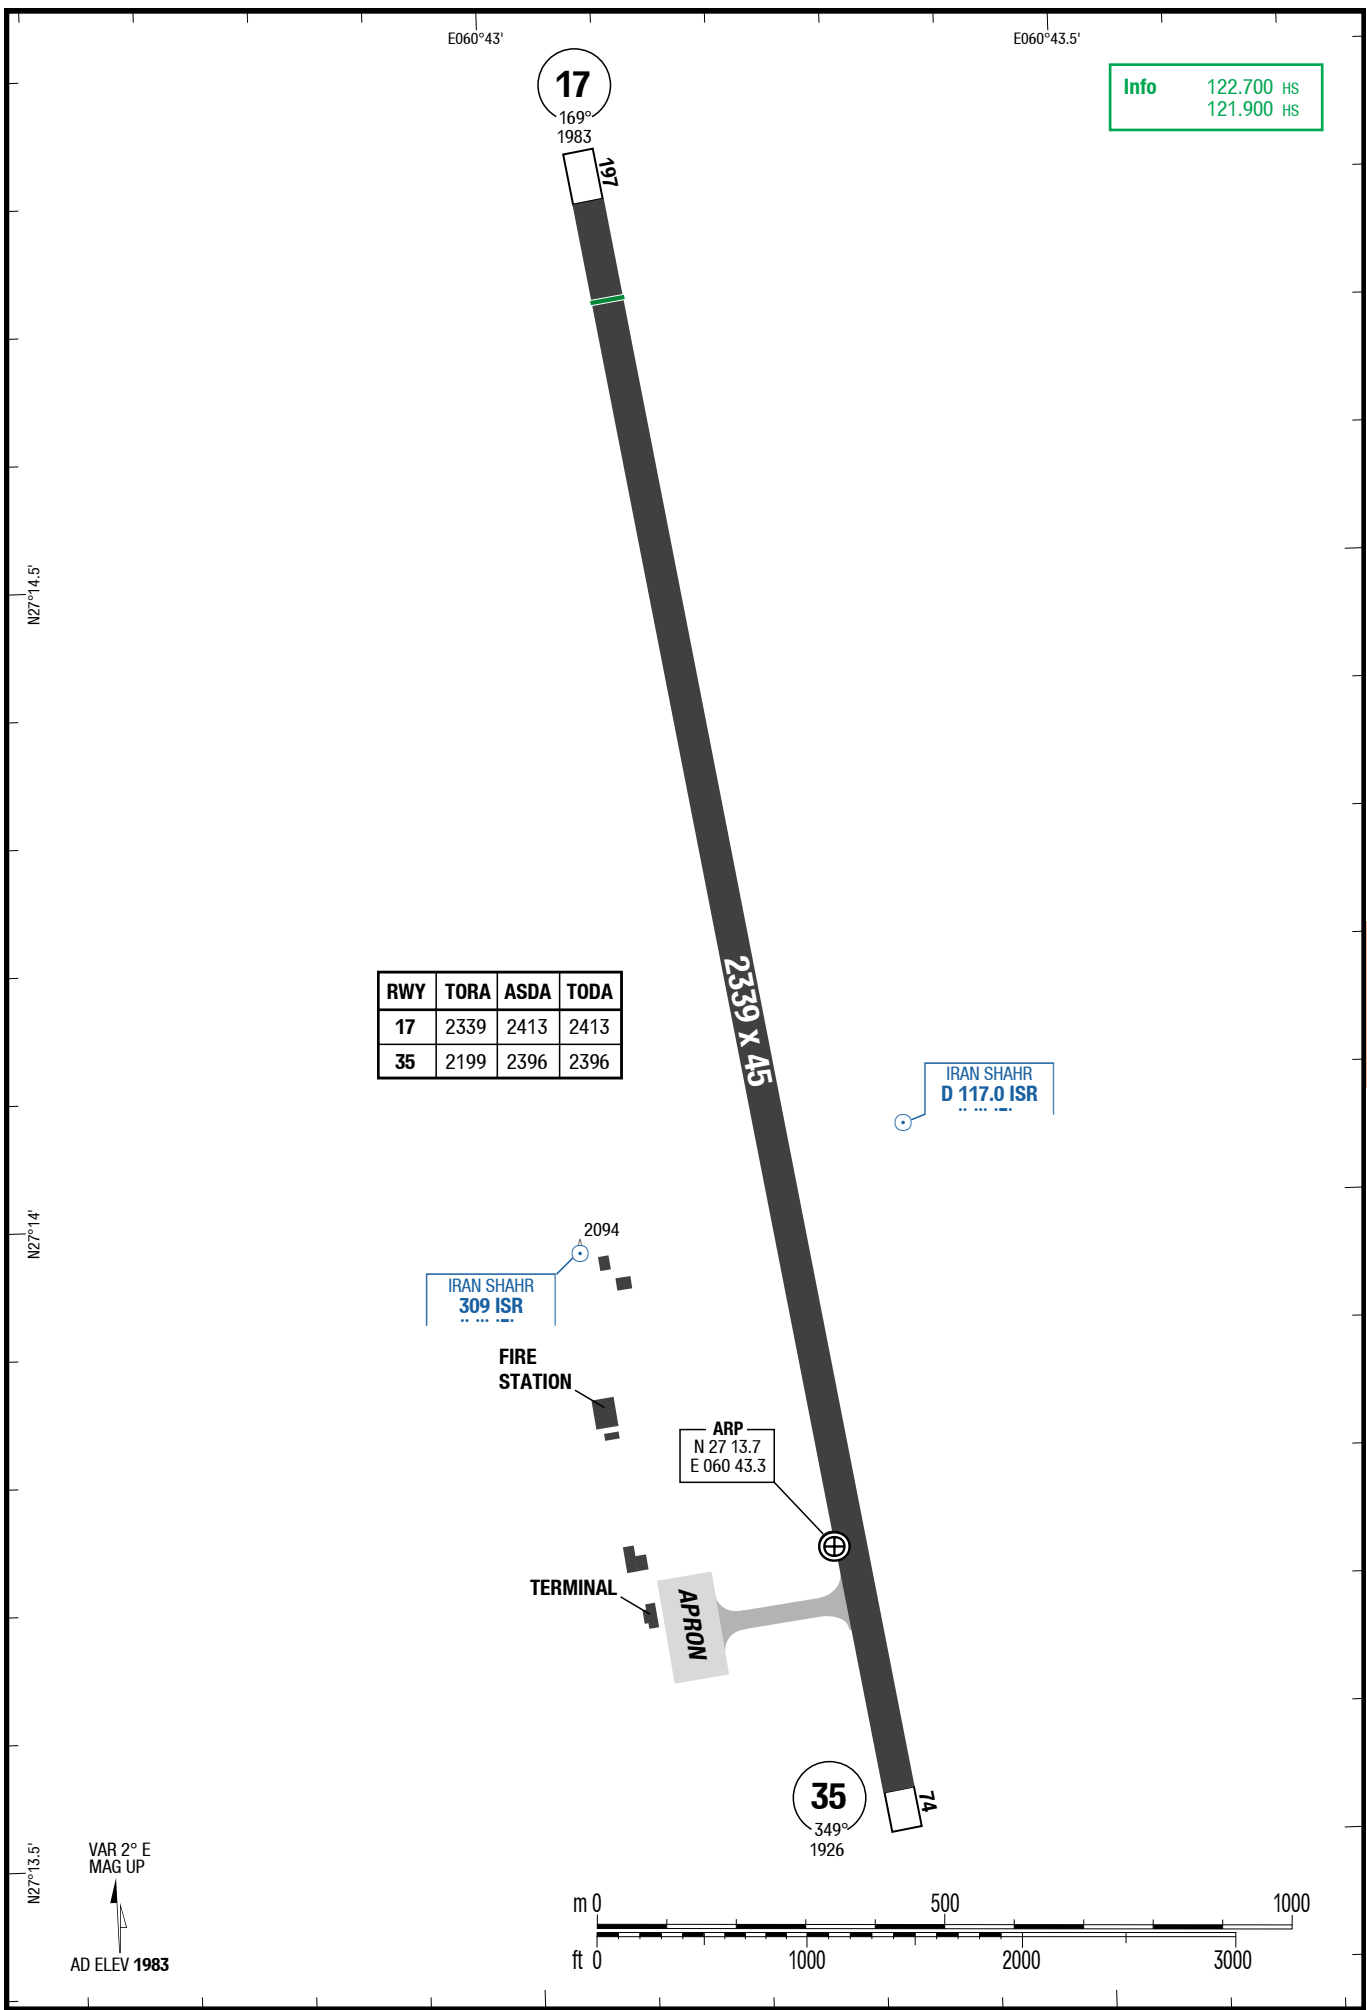 E060°43'
E060°43.5'
Info 122.700 HS
121.900 HS
17
169°
1983
197
N27°14.5'
2339 x 45
RWY TORA ASDA TODA
17 2339 2413 2413
35 2199 2396 2396
IRAN SHAHR
D 117.0 ISR
N27°14'
2094
IRAN SHAHR
309 ISR
FIRE
STATION
ARP
N 27 13.7
E 060 43.3
TERMINAL
APRON
35
349°
1926
74
N27°13.5'
VAR 2° E
MAG UP
AD ELEV 1983
m 0 500 1000
ft 0 1000 2000 3000